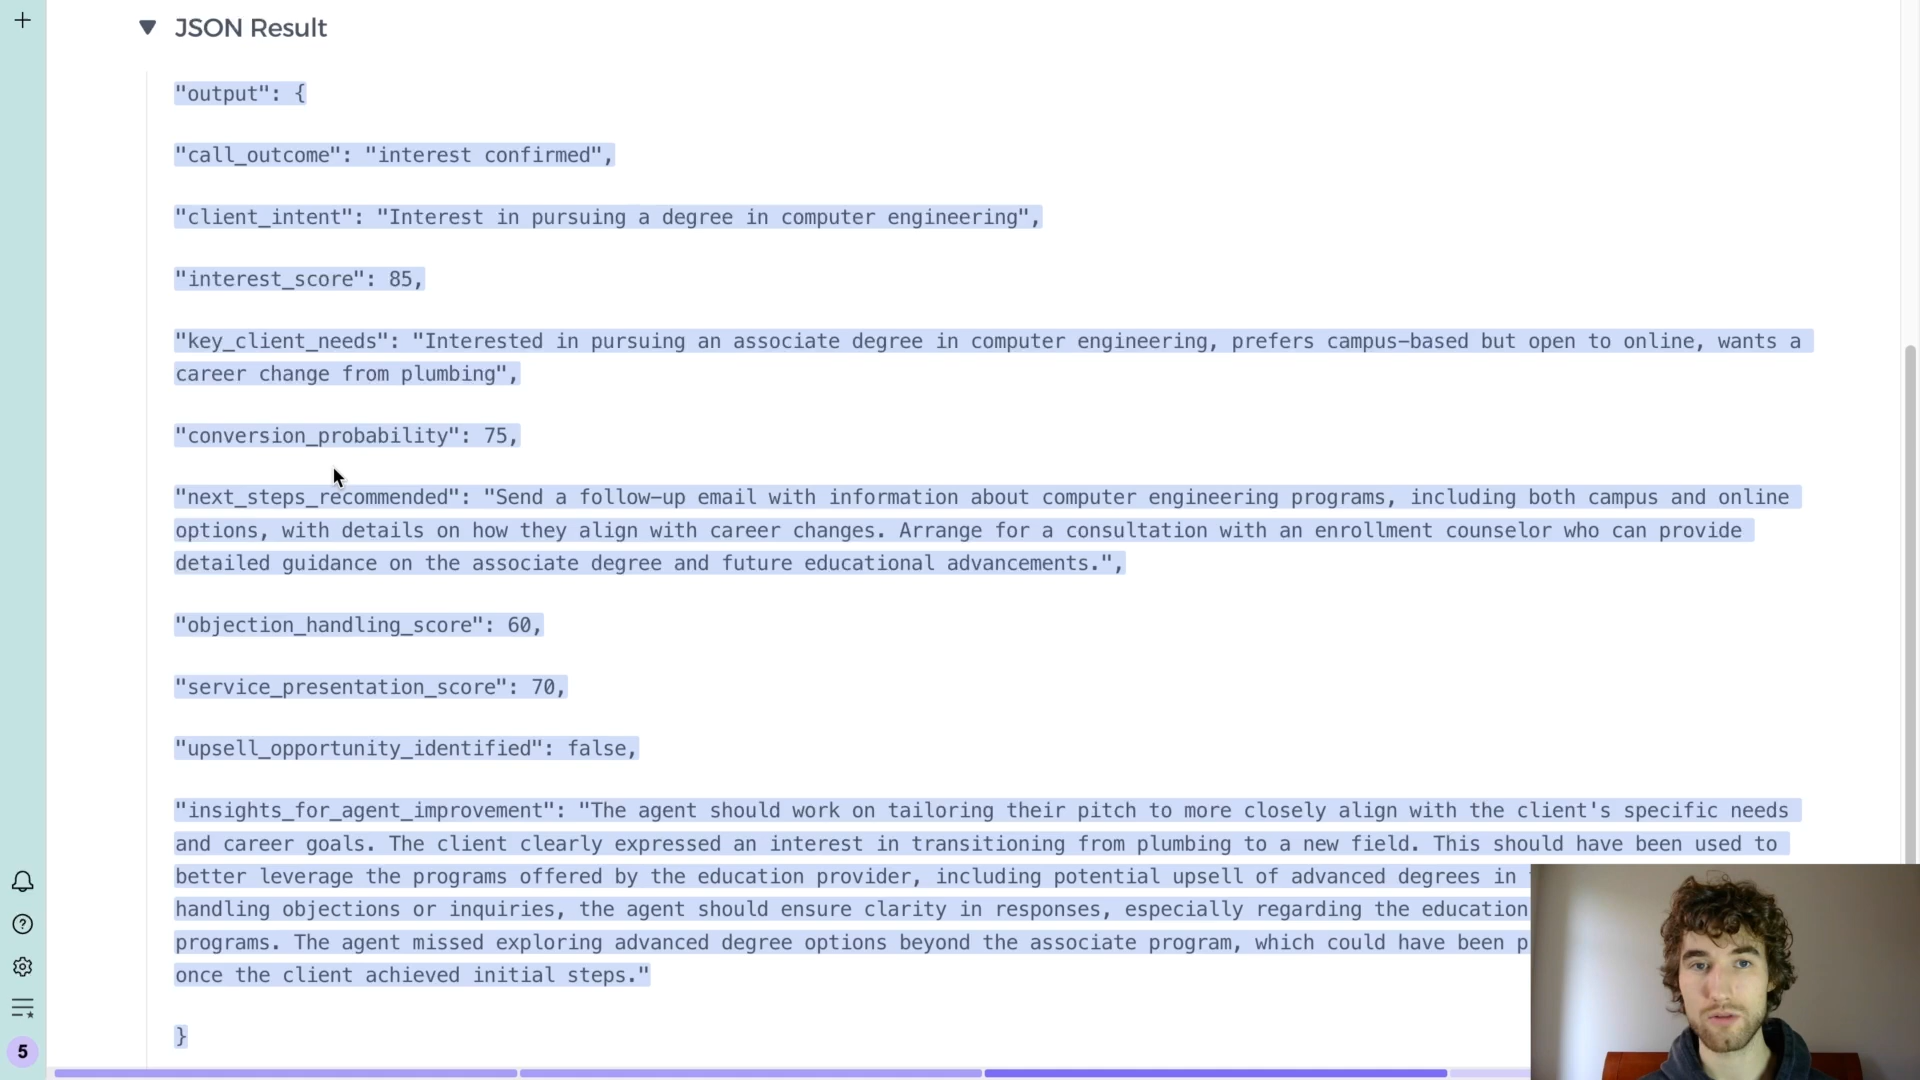 JSON Result
"output": {
"call_outcome": "interest confirmed",
"client_intent": "Interest in pursuing a degree in computer engineering",
"interest_score": 85,
"key_client_needs": "Interested in pursuing an associate degree in computer engineering, prefers campus-based but open to online, wants a
career change from plumbing",
"conversion_probability": 75,
"next_steps_recommended": "Send a follow-up email with information about computer engineering programs, including both campus and online
options, with details on how they align with career changes. Arrange for a consultation with an enrollment counselor who can provide
detailed guidance on the associate degree and future educational advancements.",
"objection_handling_score": 60,
"service_presentation_score": 70,
"upsell_opportunity_identified": false,
"insights_for_agent_improvement": "The agent should work on tailoring their pitch to more closely align with the client's specific needs
and career goals. The client clearly expressed an interest in transitioning from plumbing to a new field. This should have been used to
better leverage the programs offered by the education provider, including potential upsell of advanced degrees in
handling objections or inquiries, the agent should ensure clarity in responses, especially regarding the education
programs. The agent missed exploring advanced degree options beyond the associate program, which could have been p
once the client achieved initial steps."
}
5